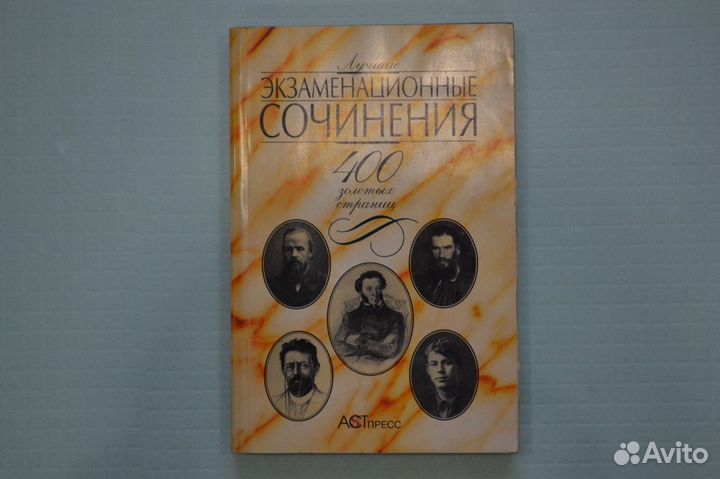 Лучшие
ЭКЗАМЕНАЦИОННЫЕ
СОЧИНЕНИЯ
400
золотых
страниц
АСТ ПРЕСС
Avito